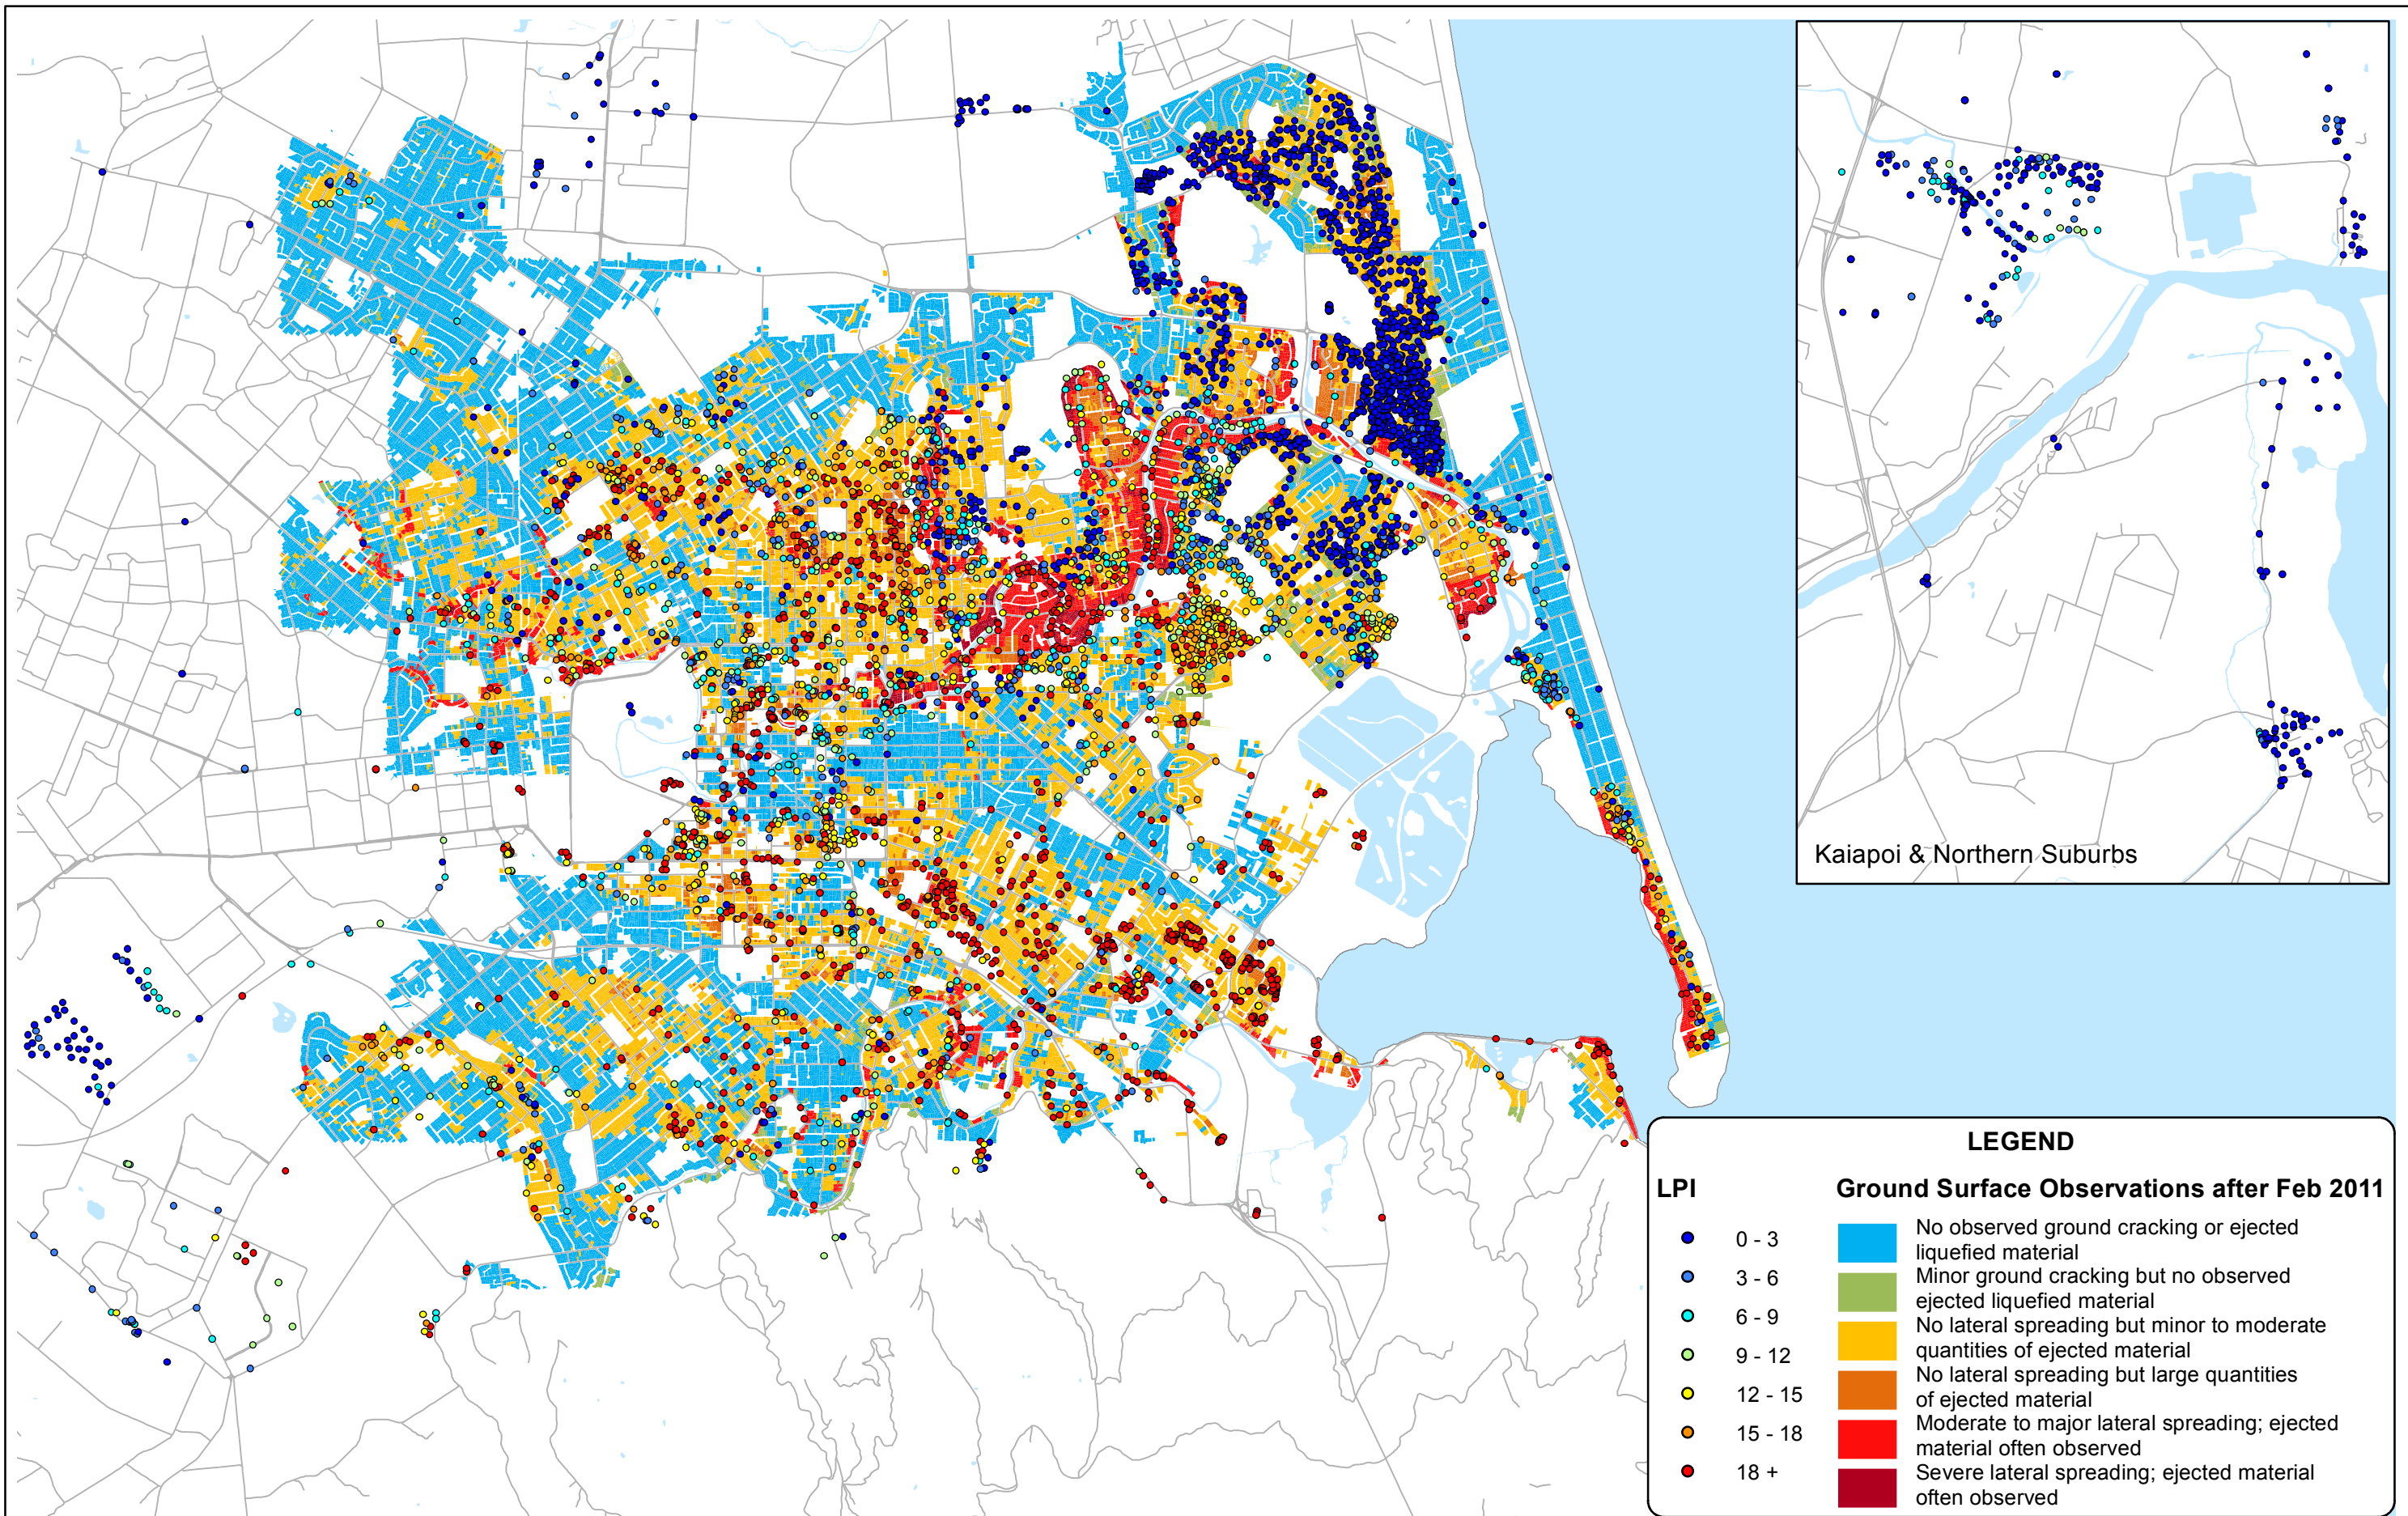 Kaiapoi & Northern Suburbs
LEGEND
LPI
0 - 3
3 - 6
6 - 9
9 - 12
12 - 15
15 - 18
18 +
Ground Surface Observations after Feb 2011
No observed ground cracking or ejected
liquefied material
Minor ground cracking but no observed
ejected liquefied material
No lateral spreading but minor to moderate
quantities of ejected material
No lateral spreading but large quantities
of ejected material
Moderate to major lateral spreading; ejected
material often observed
Severe lateral spreading; ejected material
often observed